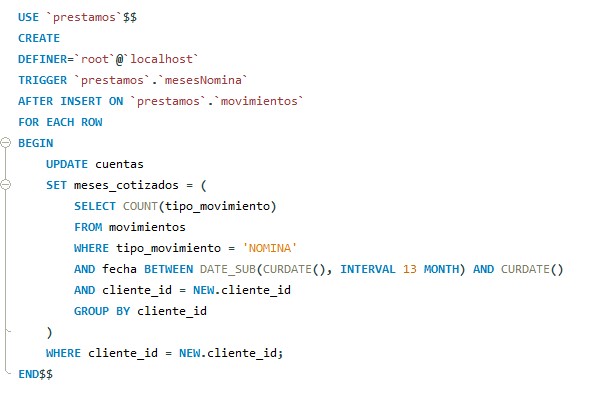 USE `prestamos`$$
CREATE
DEFINER=`root`@`localhost`
TRIGGER `prestamos`.`mesesNomina`
AFTER INSERT ON `prestamos`.`movimientos`
FOR EACH ROW
BEGIN
    UPDATE cuentas
    SET meses_cotizados = (
        SELECT COUNT(tipo_movimiento)
        FROM movimientos
        WHERE tipo_movimiento = 'NOMINA'
        AND fecha BETWEEN DATE_SUB(CURDATE(), INTERVAL 13 MONTH) AND CURDATE()
        AND cliente_id = NEW.cliente_id
        GROUP BY cliente_id
    )
    WHERE cliente_id = NEW.cliente_id;
END$$